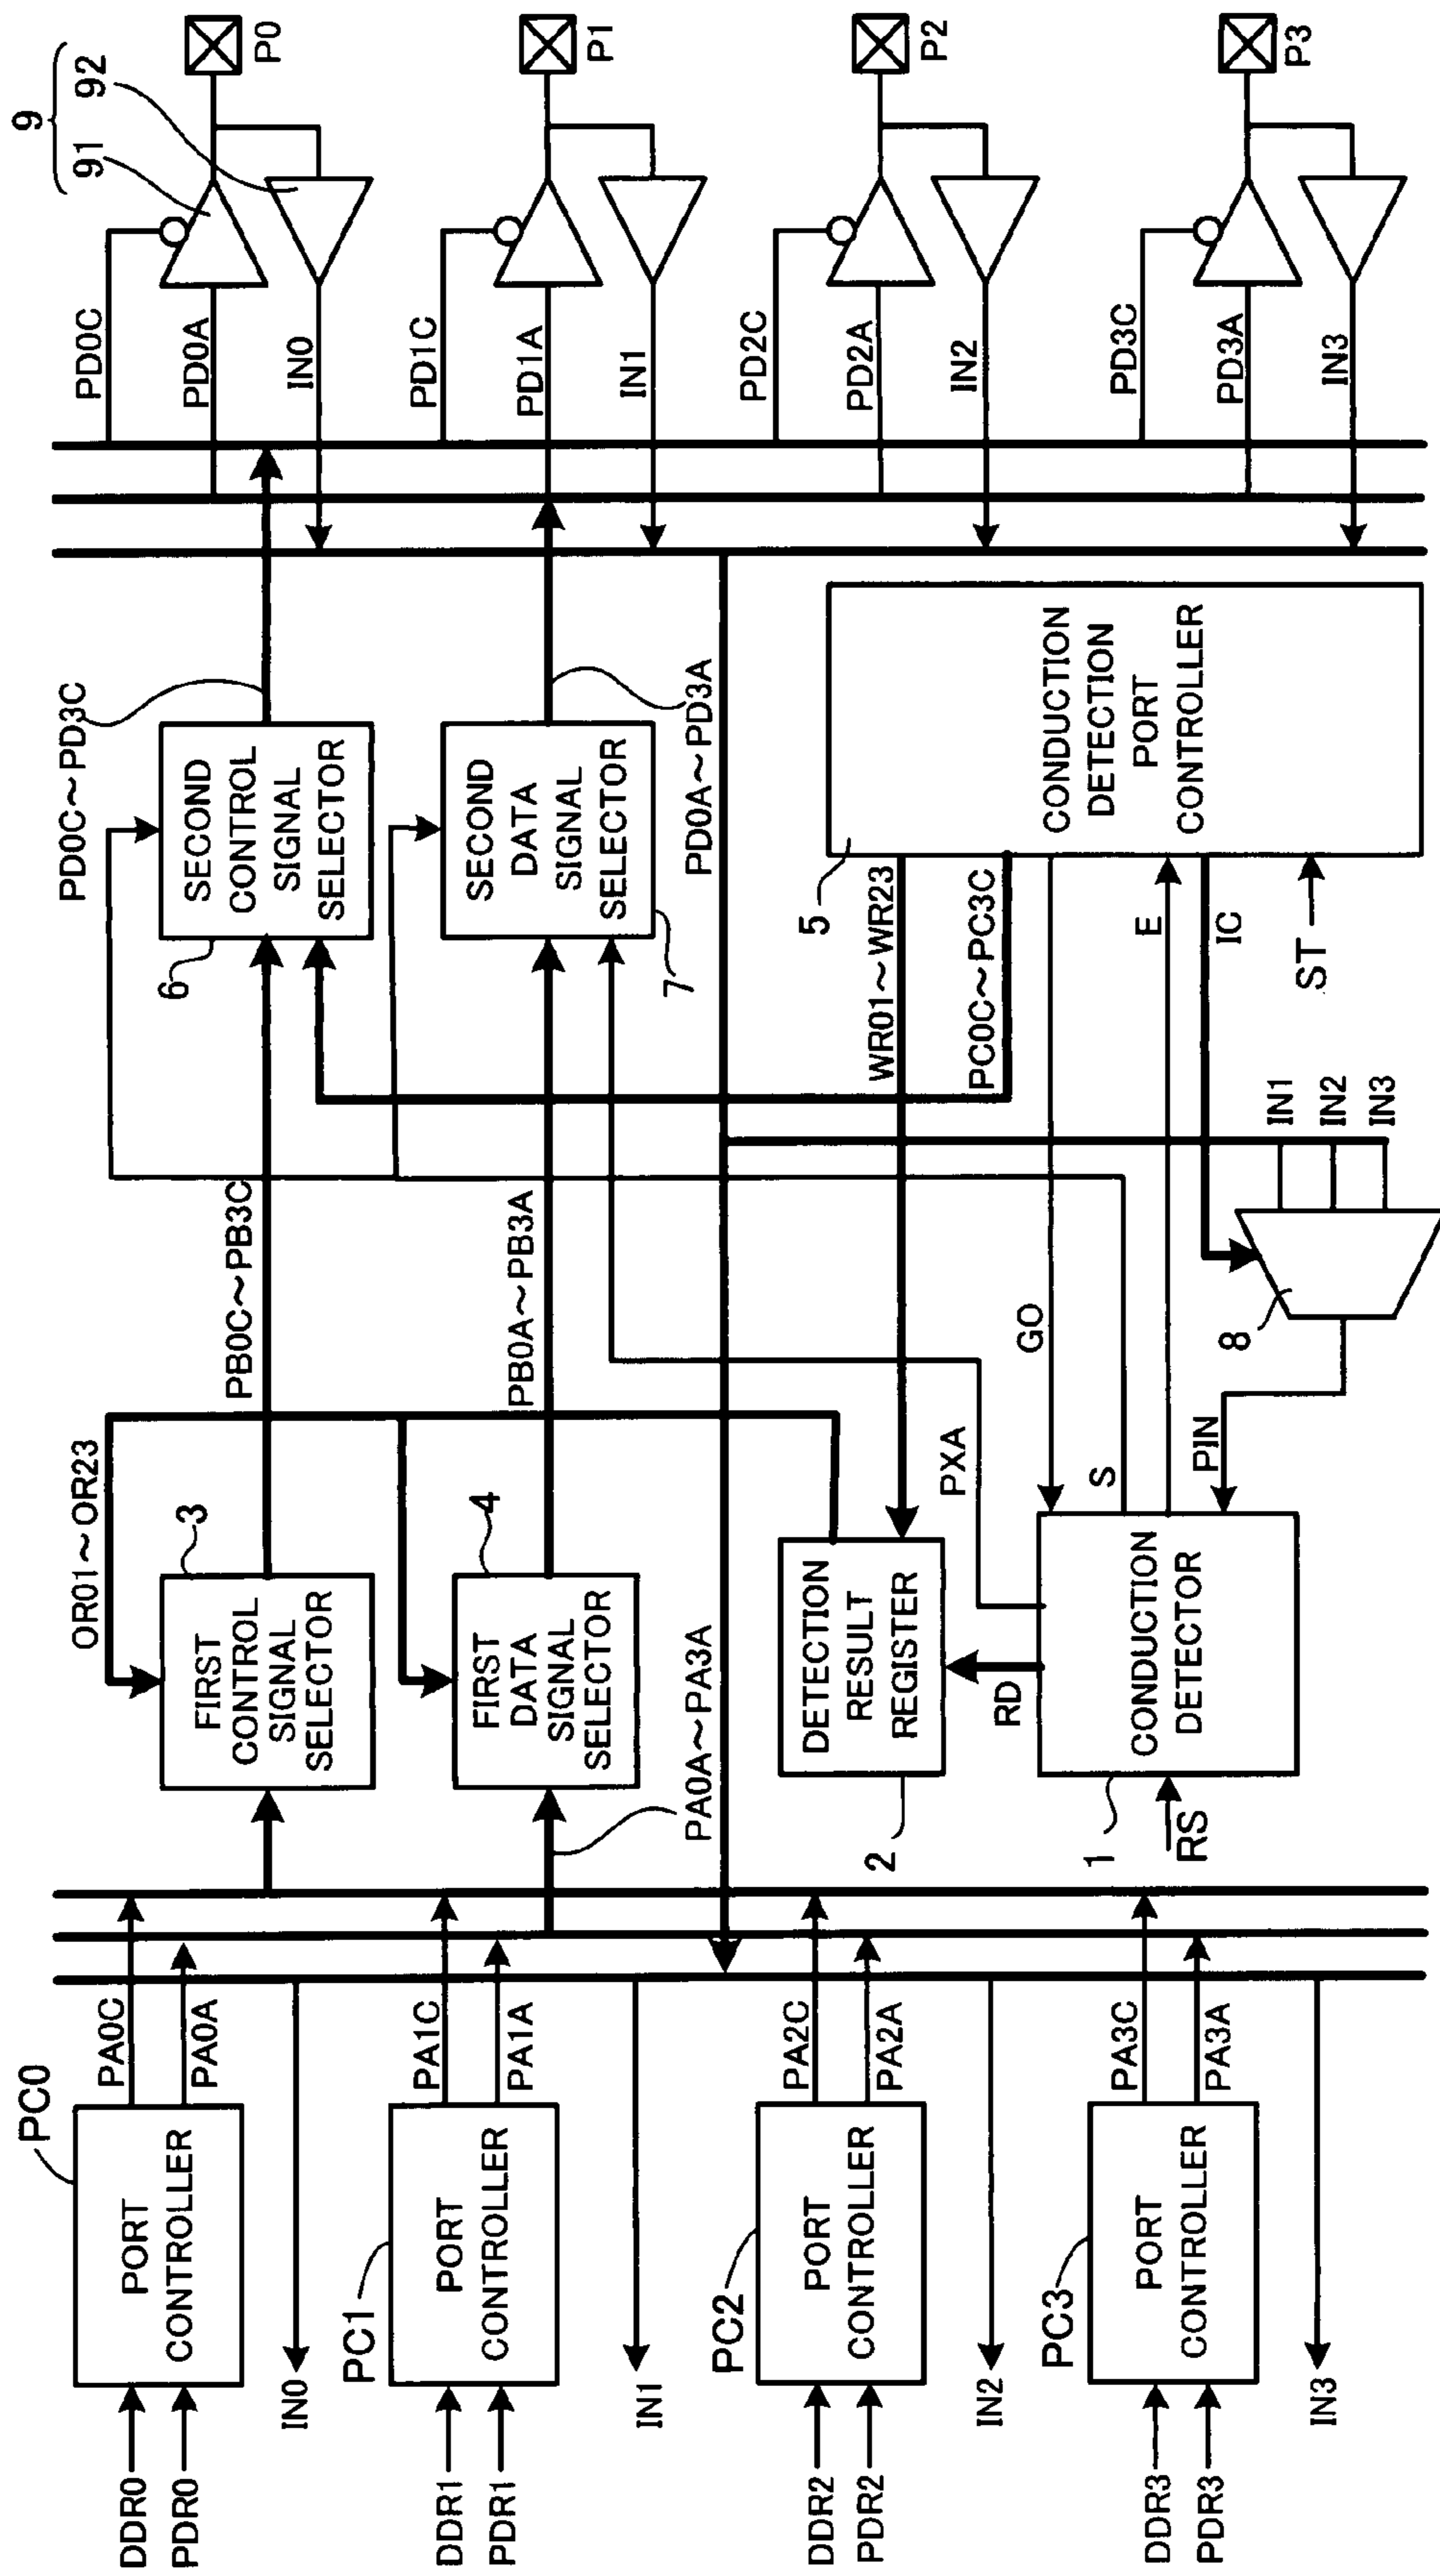 DDR0
PDR0
PC0
PORT
CONTROLLER
PA0C
PA0A
IN0
DDR1
PDR1
PC1
PORT
CONTROLLER
PA1C
PA1A
IN1
DDR2
PDR2
PC2
PORT
CONTROLLER
PA2C
PA2A
IN2
DDR3
PDR3
PC3
PORT
CONTROLLER
PA3C
PA3A
IN3
OR01~OR23
3
FIRST
CONTROL
SIGNAL
SELECTOR
4
FIRST
DATA
SIGNAL
SELECTOR
PA0A~PA3A
2
DETECTION
RESULT
REGISTER
RD
1
CONDUCTION
DETECTOR
RS
PB0C~PB3C
PB0A~PB3A
PXA
GO
S
E
PIN
8
IN1
IN2
IN3
IC
PD0C~PD3C
6
SECOND
CONTROL
SIGNAL
SELECTOR
7
SECOND
DATA
SIGNAL
SELECTOR
PD0A~PD3A
WR01~WR23
PC0C~PC3C
5
CONDUCTION
DETECTION
PORT
CONTROLLER
ST
9
91
92
PD0C
PD0A
IN0
P0
PD1C
PD1A
IN1
P1
PD2C
PD2A
IN2
P2
PD3C
PD3A
IN3
P3